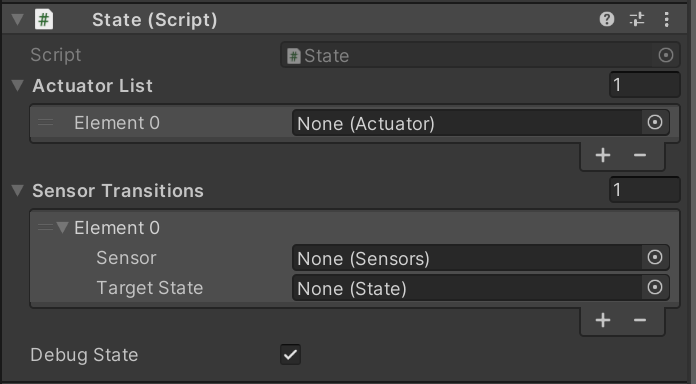 # State (Script)
Script # State
Actuator List 1
Element 0 None (Actuator)
+ −
Sensor Transitions 1
Element 0
Sensor None (Sensors)
Target State None (State)
+ −
Debug State